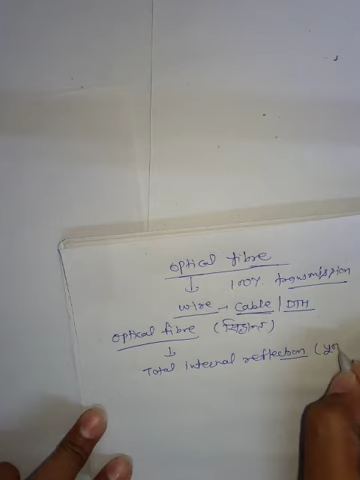 optical fibre
↓ 100% transmission
wire → Cable | DTH
optical fibre (सिद्धान्त)
↓
Total internal reflection (पू